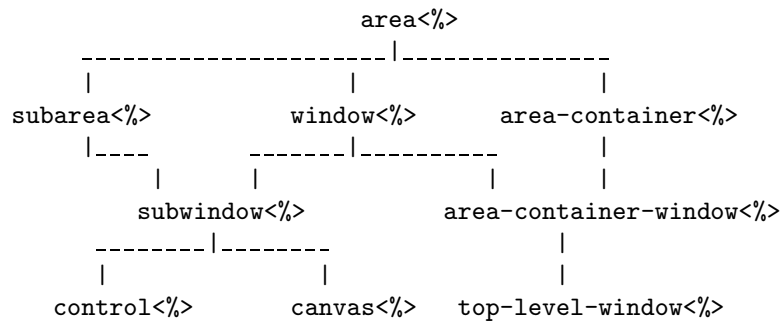 area<%>
subarea<%> window<%> area-container<%>
subwindow<%> area-container-window<%>
control<%> canvas<%> top-level-window<%>